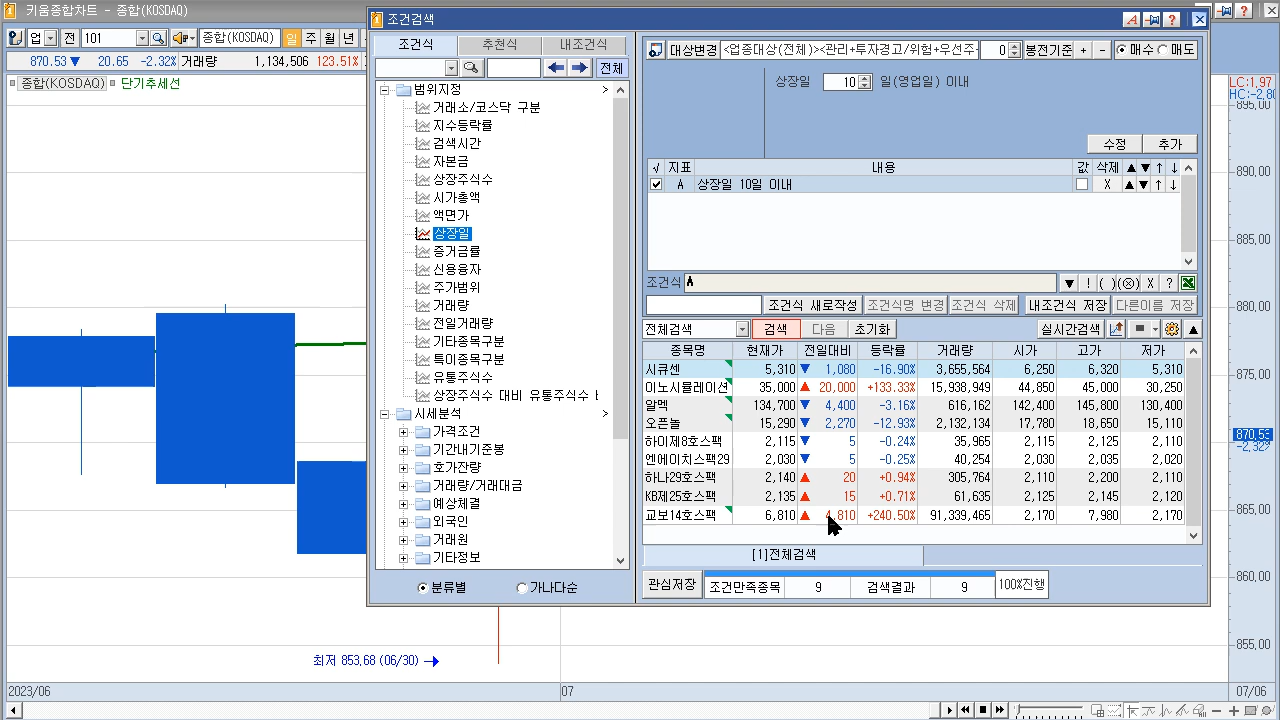 키움종합차트 - 종합(KOSDAQ)
업 전 101 종합(KOSDAQ) 일 주 월 년
870.53 ▼ 20.65 -2.32% 거래량 1,134,506 123.51%
종합(KOSDAQ) 단기추세선
최저 853.68 (06/30) →
2023/06 07 07/06
LC:1.97
HC:-2.80
895.00
890.00
885.00
880.00
875.00
870.53
-2.32%
865.00
860.00
855.00
조건검색
조건식 추천식 내조건식
전체
범위지정
거래소/코스닥 구분
지수등락률
검색시간
자본금
상장주식수
시가총액
액면가
상장일
증거금률
신용융자
주가범위
거래량
전일거래량
기타종목구분
특이종목구분
유통주식수
상장주식수 대비 유통주식수
시세분석
가격조건
기간내기준봉
호가잔량
거래량/거래대금
예상체결
외국인
거래원
기타정보
분류별 가나다순
대상변경 <업종대상(전체)><관리+투자경고/위험+우선주- 0 봉전기준 + - 매수 매도
상장일 10 일(영업일) 이내
수정 추가
√ 지표 내용 값 삭제 ▲ ▼ ↑ ↓
A 상장일 10일 이내 X ▲ ▼ ↑ ↓
조건식 A ▼ ! ( ) (⊗) X ?
조건식 새로작성 조건식명 변경 조건식 삭제 내조건식 저장 다른이름 저장
전체검색 검색 다음 초기화 실시간검색
종목명 현재가 전일대비 등락률 거래량 시가 고가 저가
시큐센 5,310 ▼ 1,080 -16.90% 3,655,564 6,250 6,320 5,310
이노시뮬레이션 35,000 ▲ 20,000 +133.33% 15,938,949 44,850 45,000 30,250
알멕 134,700 ▼ 4,400 -3.16% 616,162 142,400 145,800 130,400
오픈놀 15,290 ▼ 2,270 -12.93% 2,132,134 17,780 18,650 15,110
하이제8호스팩 2,115 ▼ 5 -0.24% 35,965 2,115 2,125 2,110
엔에이치스팩29 2,030 ▼ 5 -0.25% 40,254 2,030 2,035 2,020
하나29호스팩 2,140 ▲ 20 +0.94% 305,764 2,110 2,200 2,110
KB제25호스팩 2,135 ▲ 15 +0.71% 61,635 2,125 2,145 2,120
교보14호스팩 6,810 ▲ 4,810 +240.50% 91,339,465 2,170 7,980 2,170
[1]전체검색
관심저장 조건만족종목 9 검색결과 9 100%진행